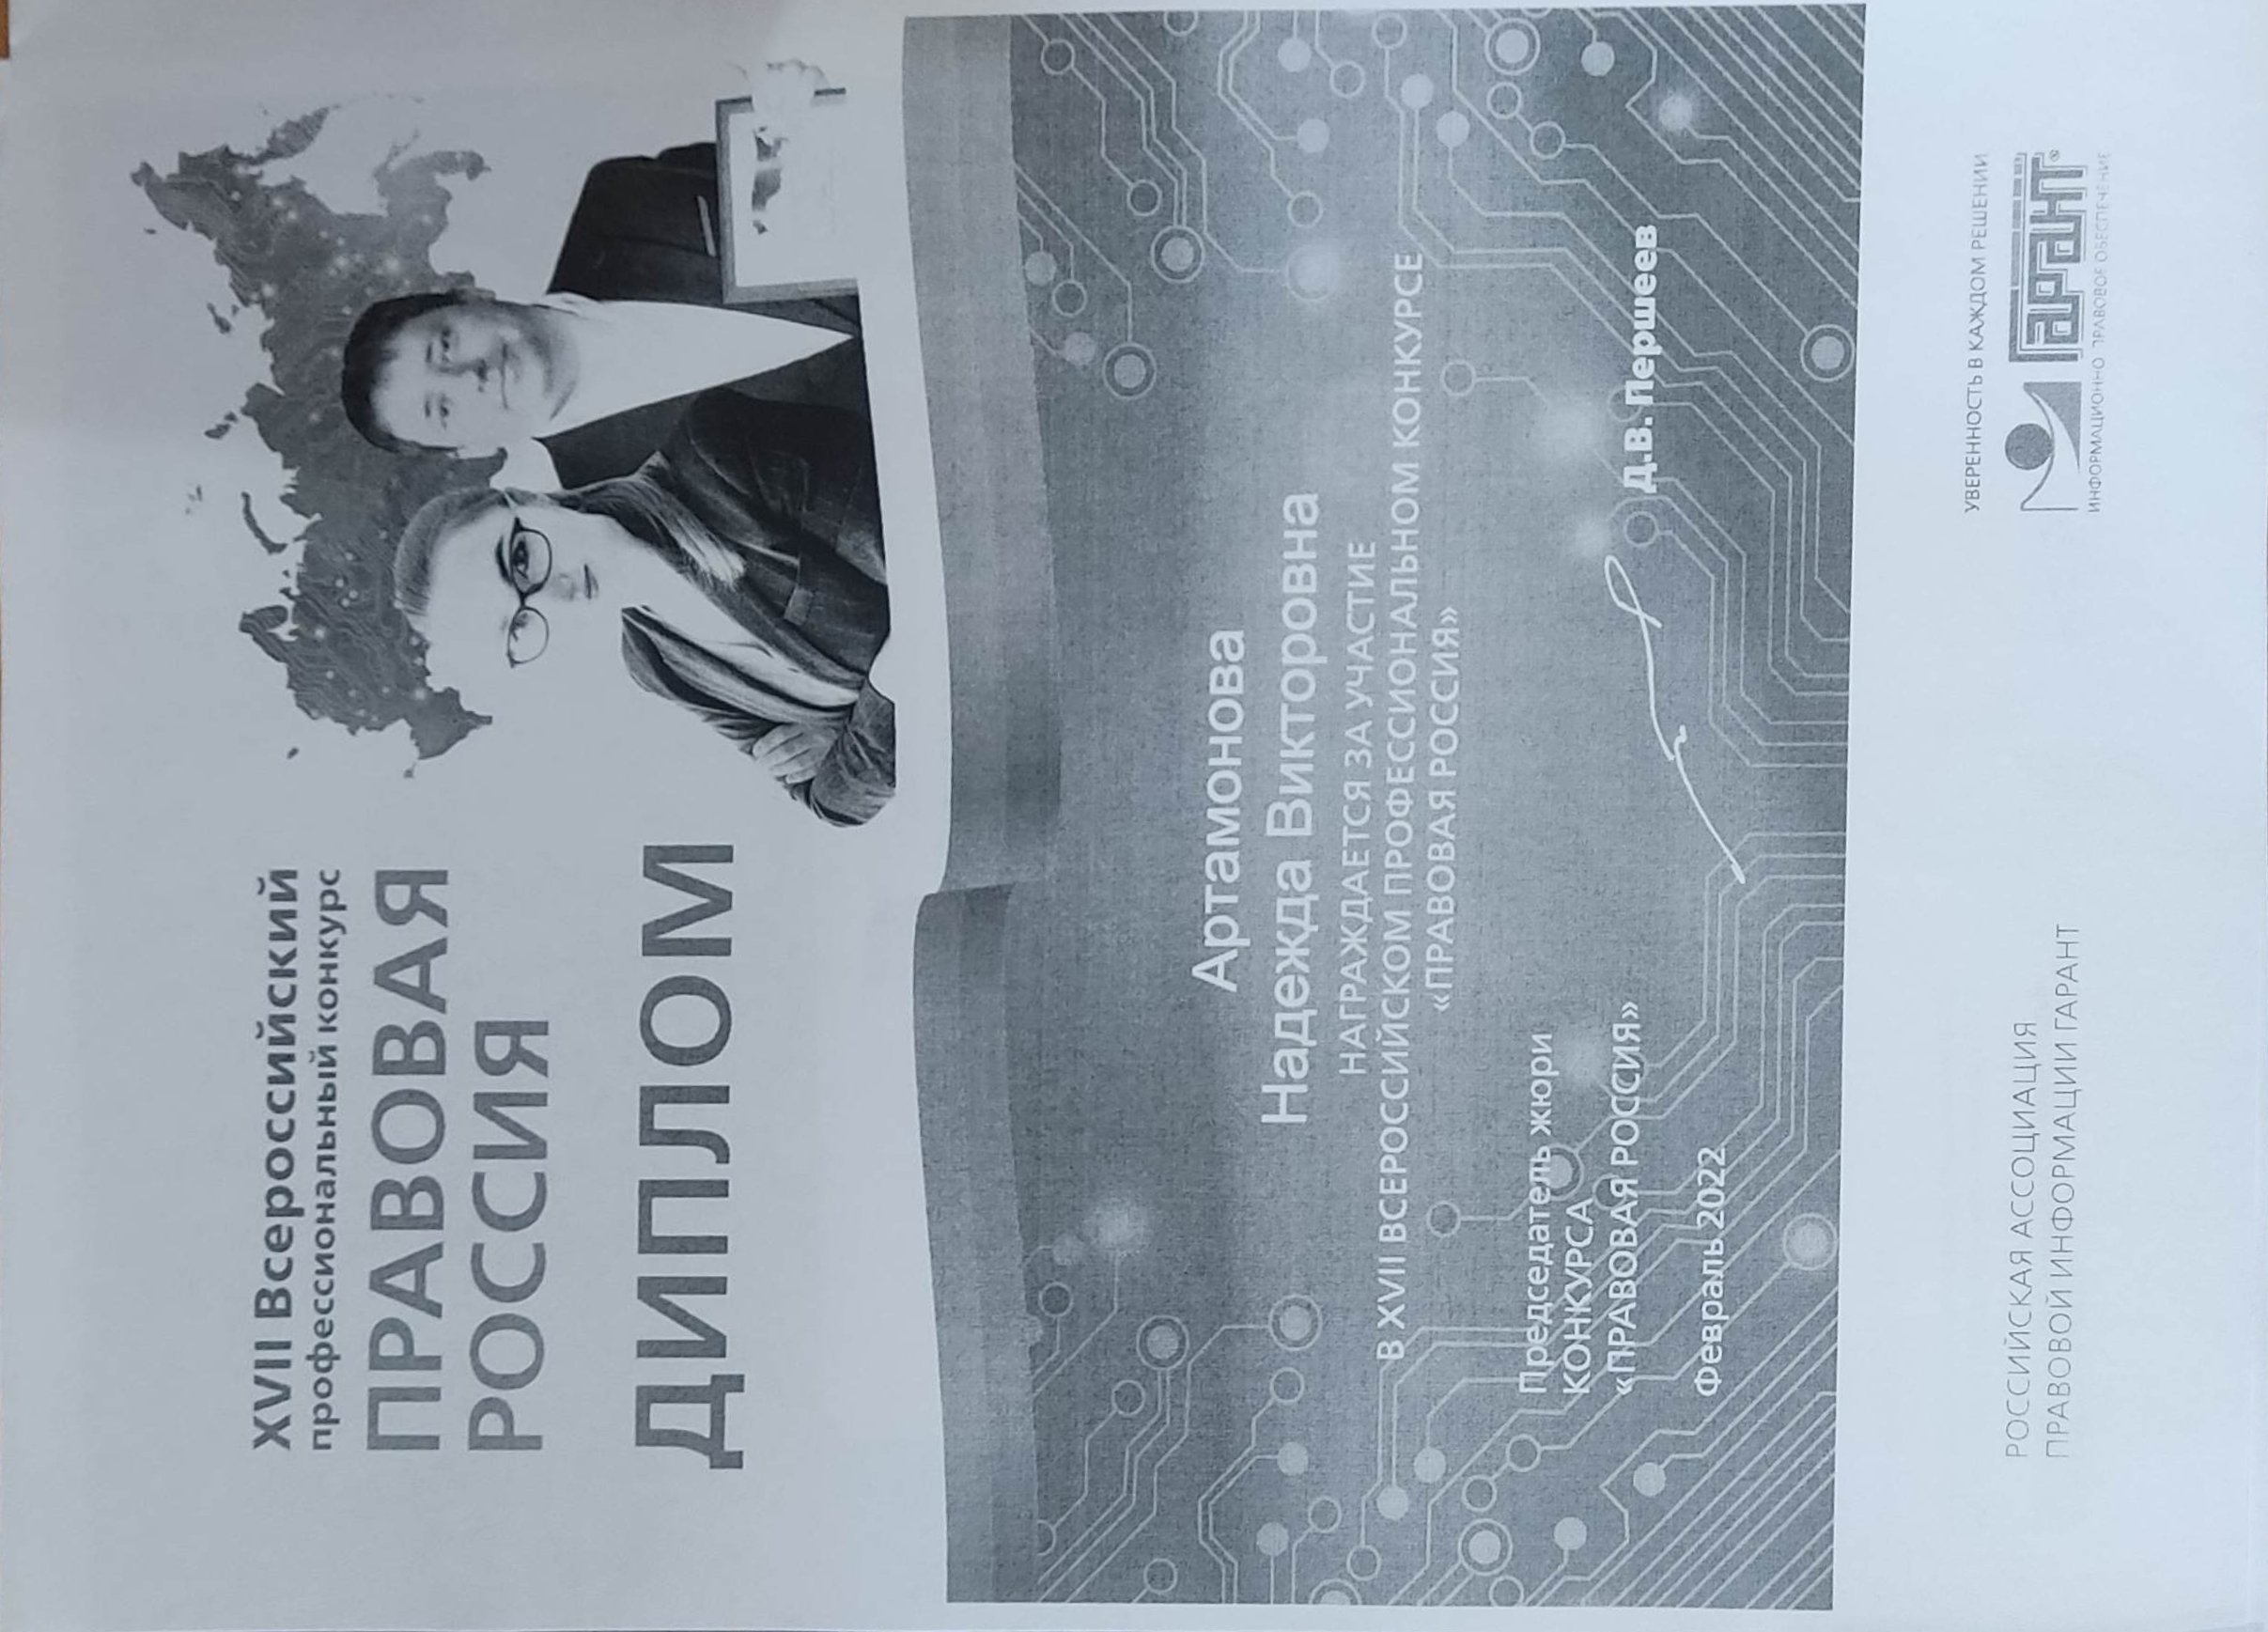 XVII Всероссийский
профессиональный конкурс
ПРАВОВАЯ
РОССИЯ
ДИПЛОМ
Артамонова
Надежда Викторовна
НАГРАЖДАЕТСЯ ЗА УЧАСТИЕ
В XVII ВСЕРОССИЙСКОМ ПРОФЕССИОНАЛЬНОМ КОНКУРСЕ
«ПРАВОВАЯ РОССИЯ»
Председатель жюри
КОНКУРСА
«ПРАВОВАЯ РОССИЯ»
Д.В. Першеев
Февраль 2022
РОССИЙСКАЯ АССОЦИАЦИЯ
ПРАВОВОЙ ИНФОРМАЦИИ ГАРАНТ
УВЕРЕННОСТЬ В КАЖДОМ РЕШЕНИИ
ГАРАНТ®
ИНФОРМАЦИОННО ПРАВОВОЕ ОБЕСПЕЧЕНИЕ